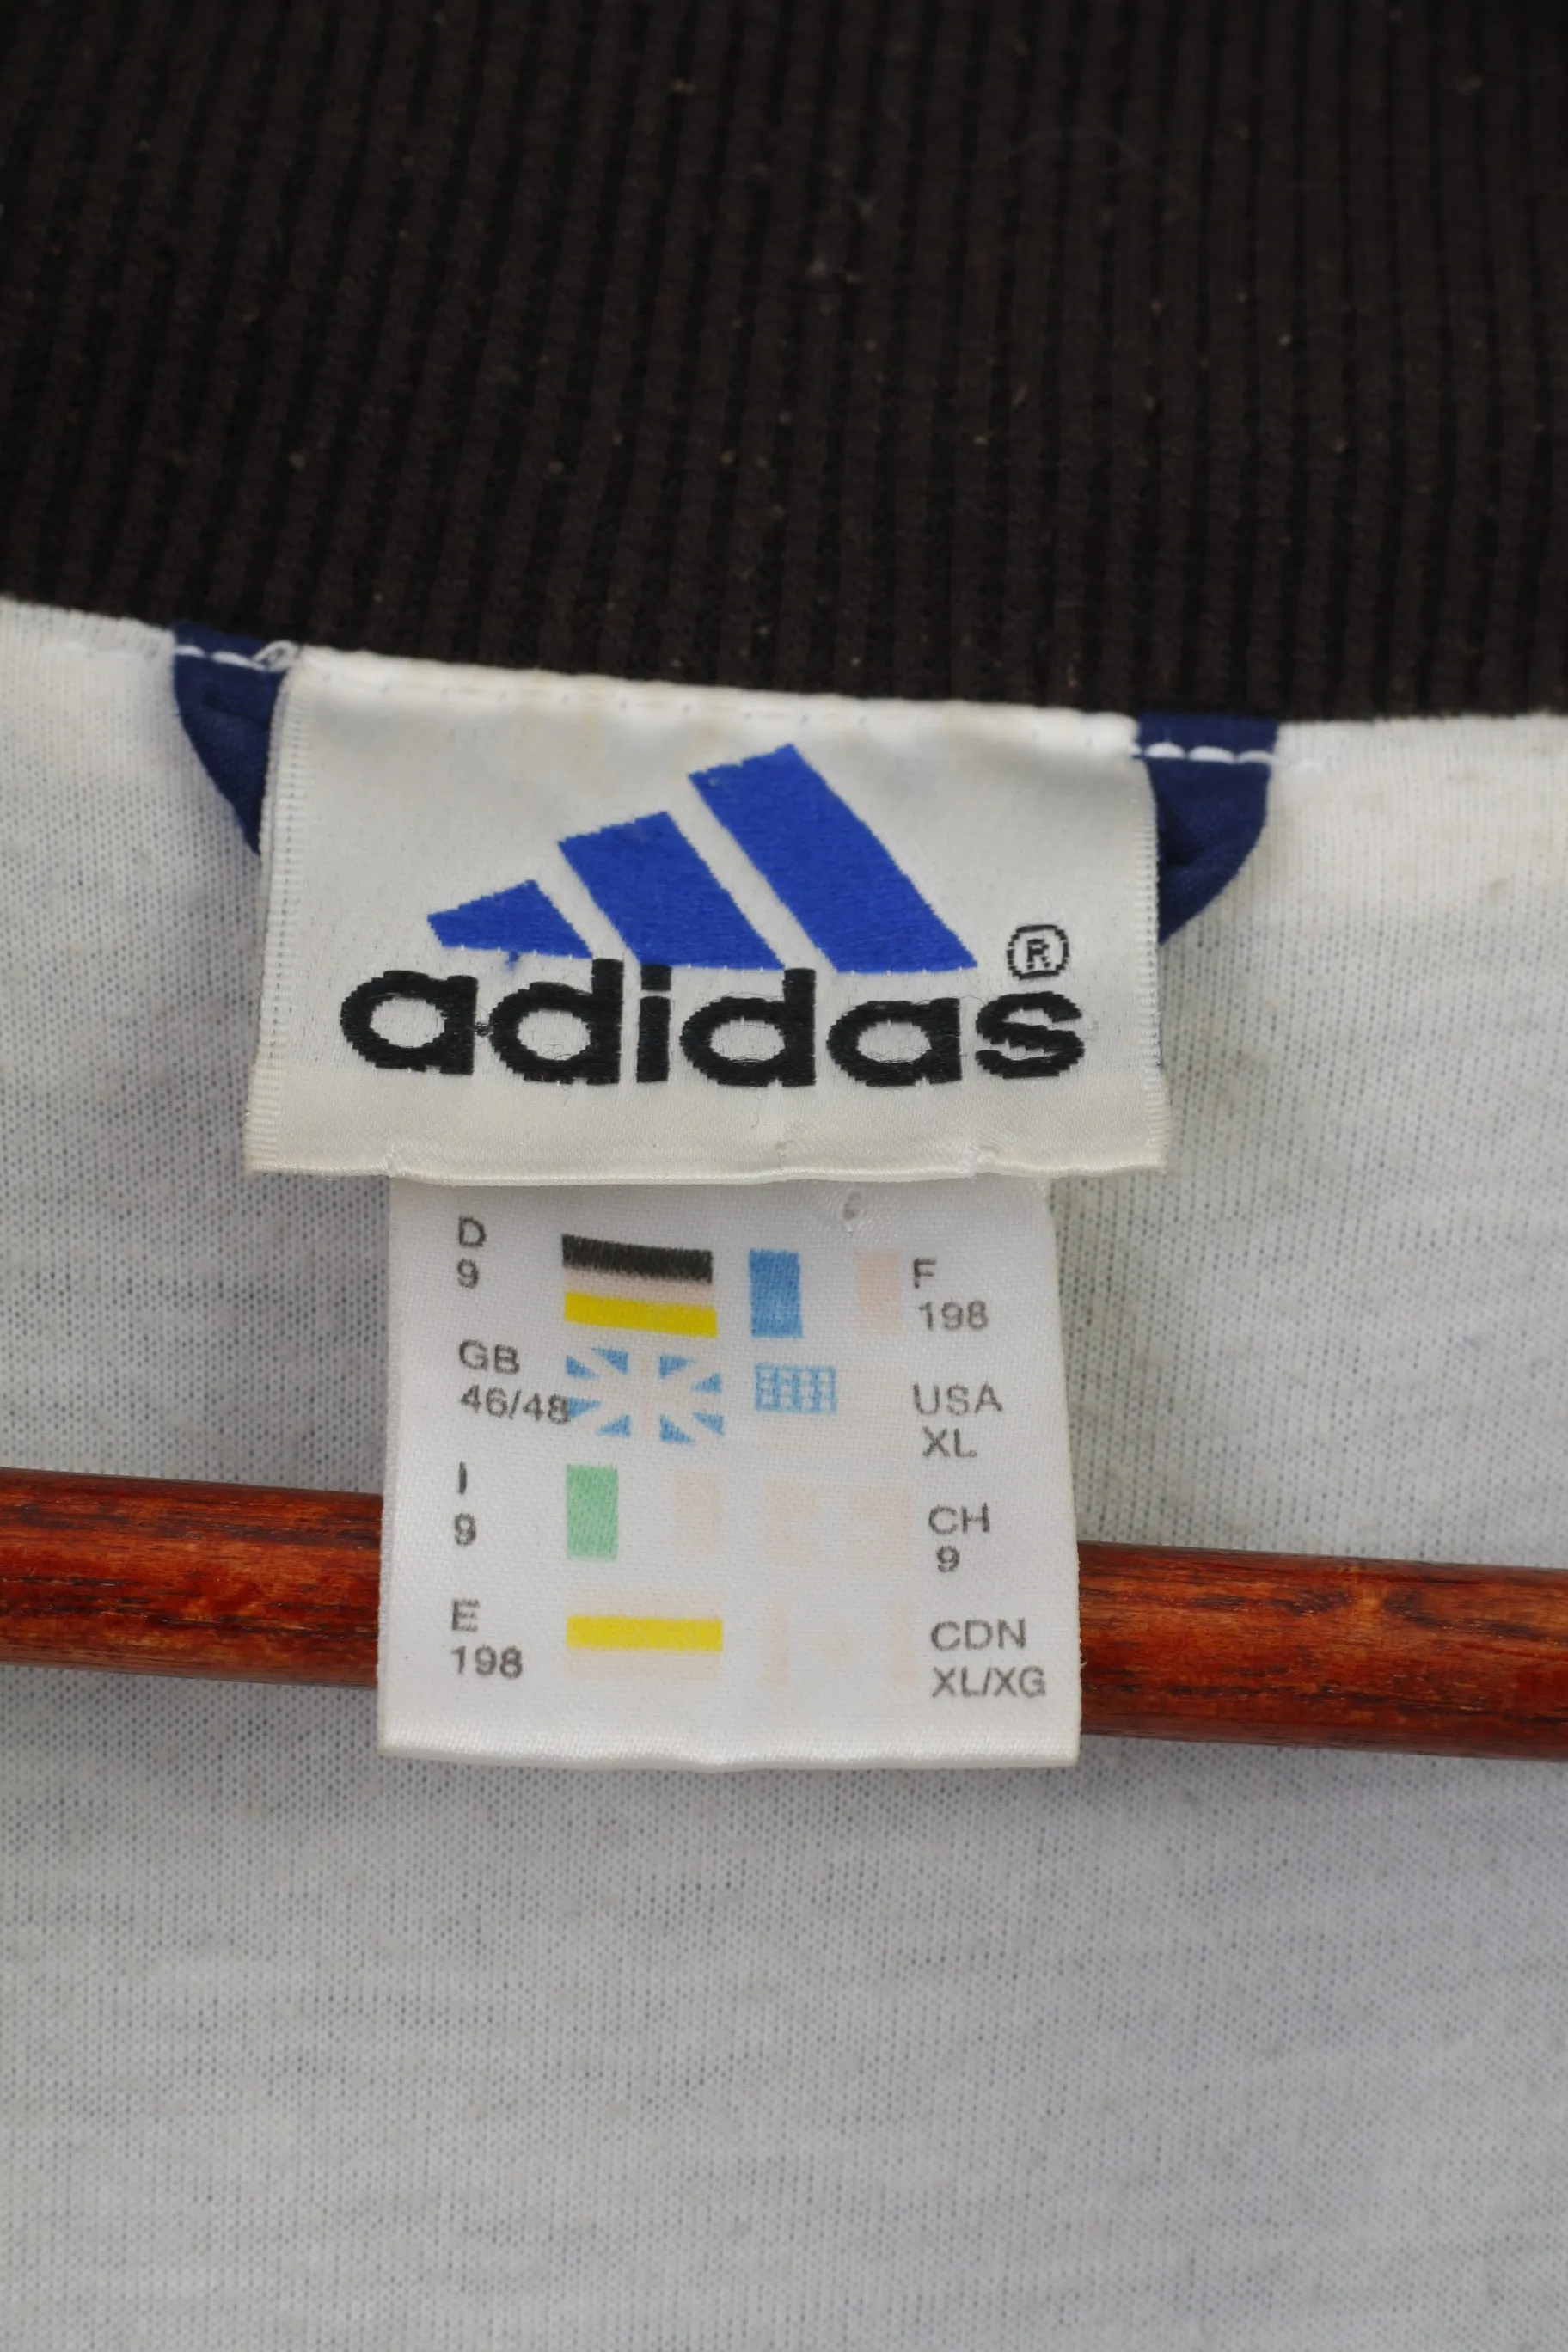 adidas®
D
9
F
198
GB
46/48
USA
XL
I
9
CH
9
E
198
CDN
XL/XG